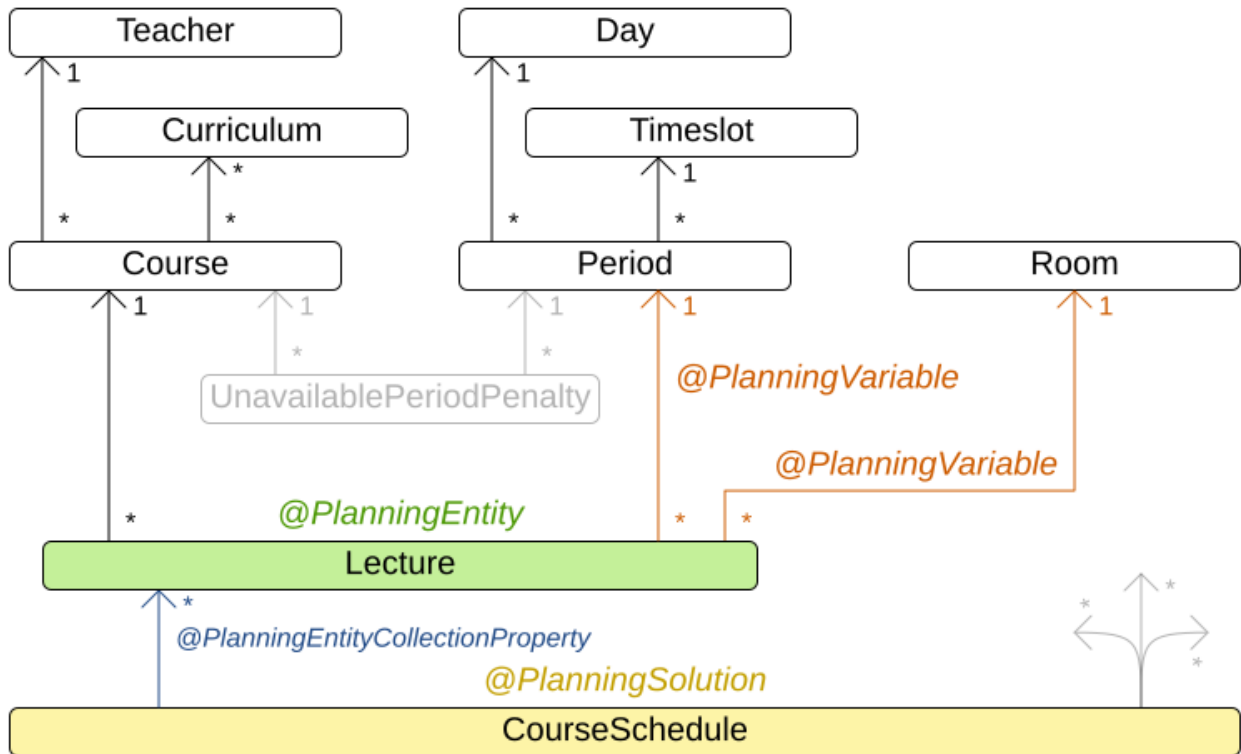 Teacher
Day
1
1
Curriculum
Timeslot
*
1
*
*
*
*
Course
Period
Room
1
1
1
1
1
*
*
@PlanningVariable
UnavailablePeriodPenalty
@PlanningVariable
@PlanningEntity
*
*
*
Lecture
*
*
*
@PlanningEntityCollectionProperty
*
@PlanningSolution
CourseSchedule